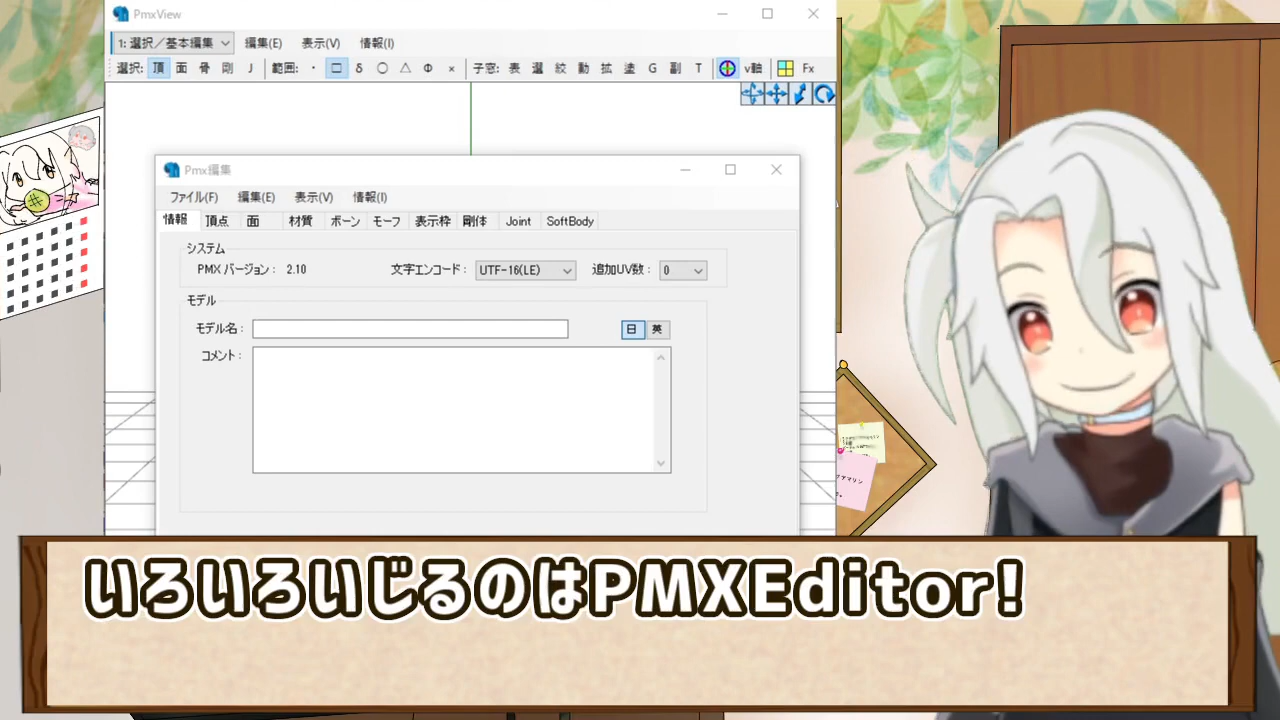 PmxView
1: 選択／基本編集 編集(E) 表示(V) 情報(I)
選択: 頂 面 骨 剛 J 範囲: ・ □ δ ○ △ Φ × 子窓: 表 選 絞 動 拡 塗 G 副 T v軸 Fx
Pmx編集
ファイル(F) 編集(E) 表示(V) 情報(I)
情報 頂点 面 材質 ボーン モーフ 表示枠 剛体 Joint SoftBody
システム
PMX バージョン : 2.10 文字エンコード : UTF-16(LE) 追加UV数 : 0
モデル
モデル名 : 日 英
コメント :
いろいろいじるのはPMXEditor!